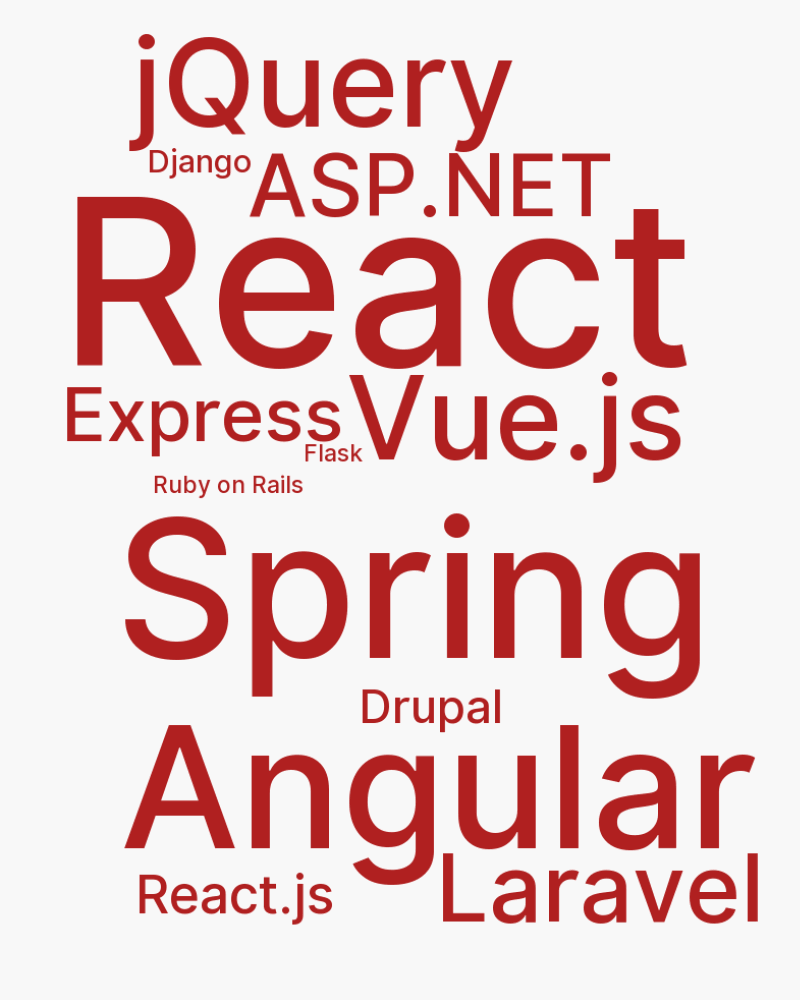 jQuery
Django
ASP.NET
React
Express
Vue.js
Flask
Ruby on Rails
Spring
Drupal
Angular
React.js
Laravel